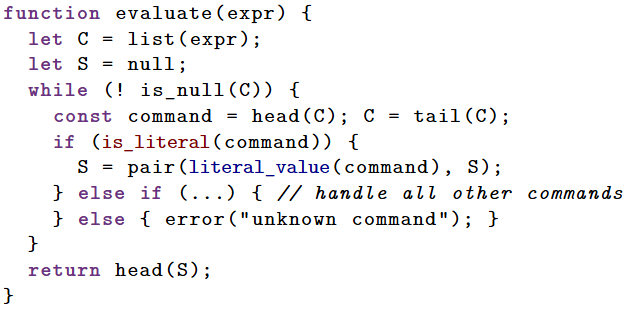 function evaluate(expr) {
  let C = list(expr);
  let S = null;
  while (! is_null(C)) {
    const command = head(C); C = tail(C);
    if (is_literal(command)) {
      S = pair(literal_value(command), S);
    } else if (...) { // handle all other commands
    } else { error("unknown command"); }
  }
  return head(S);
}